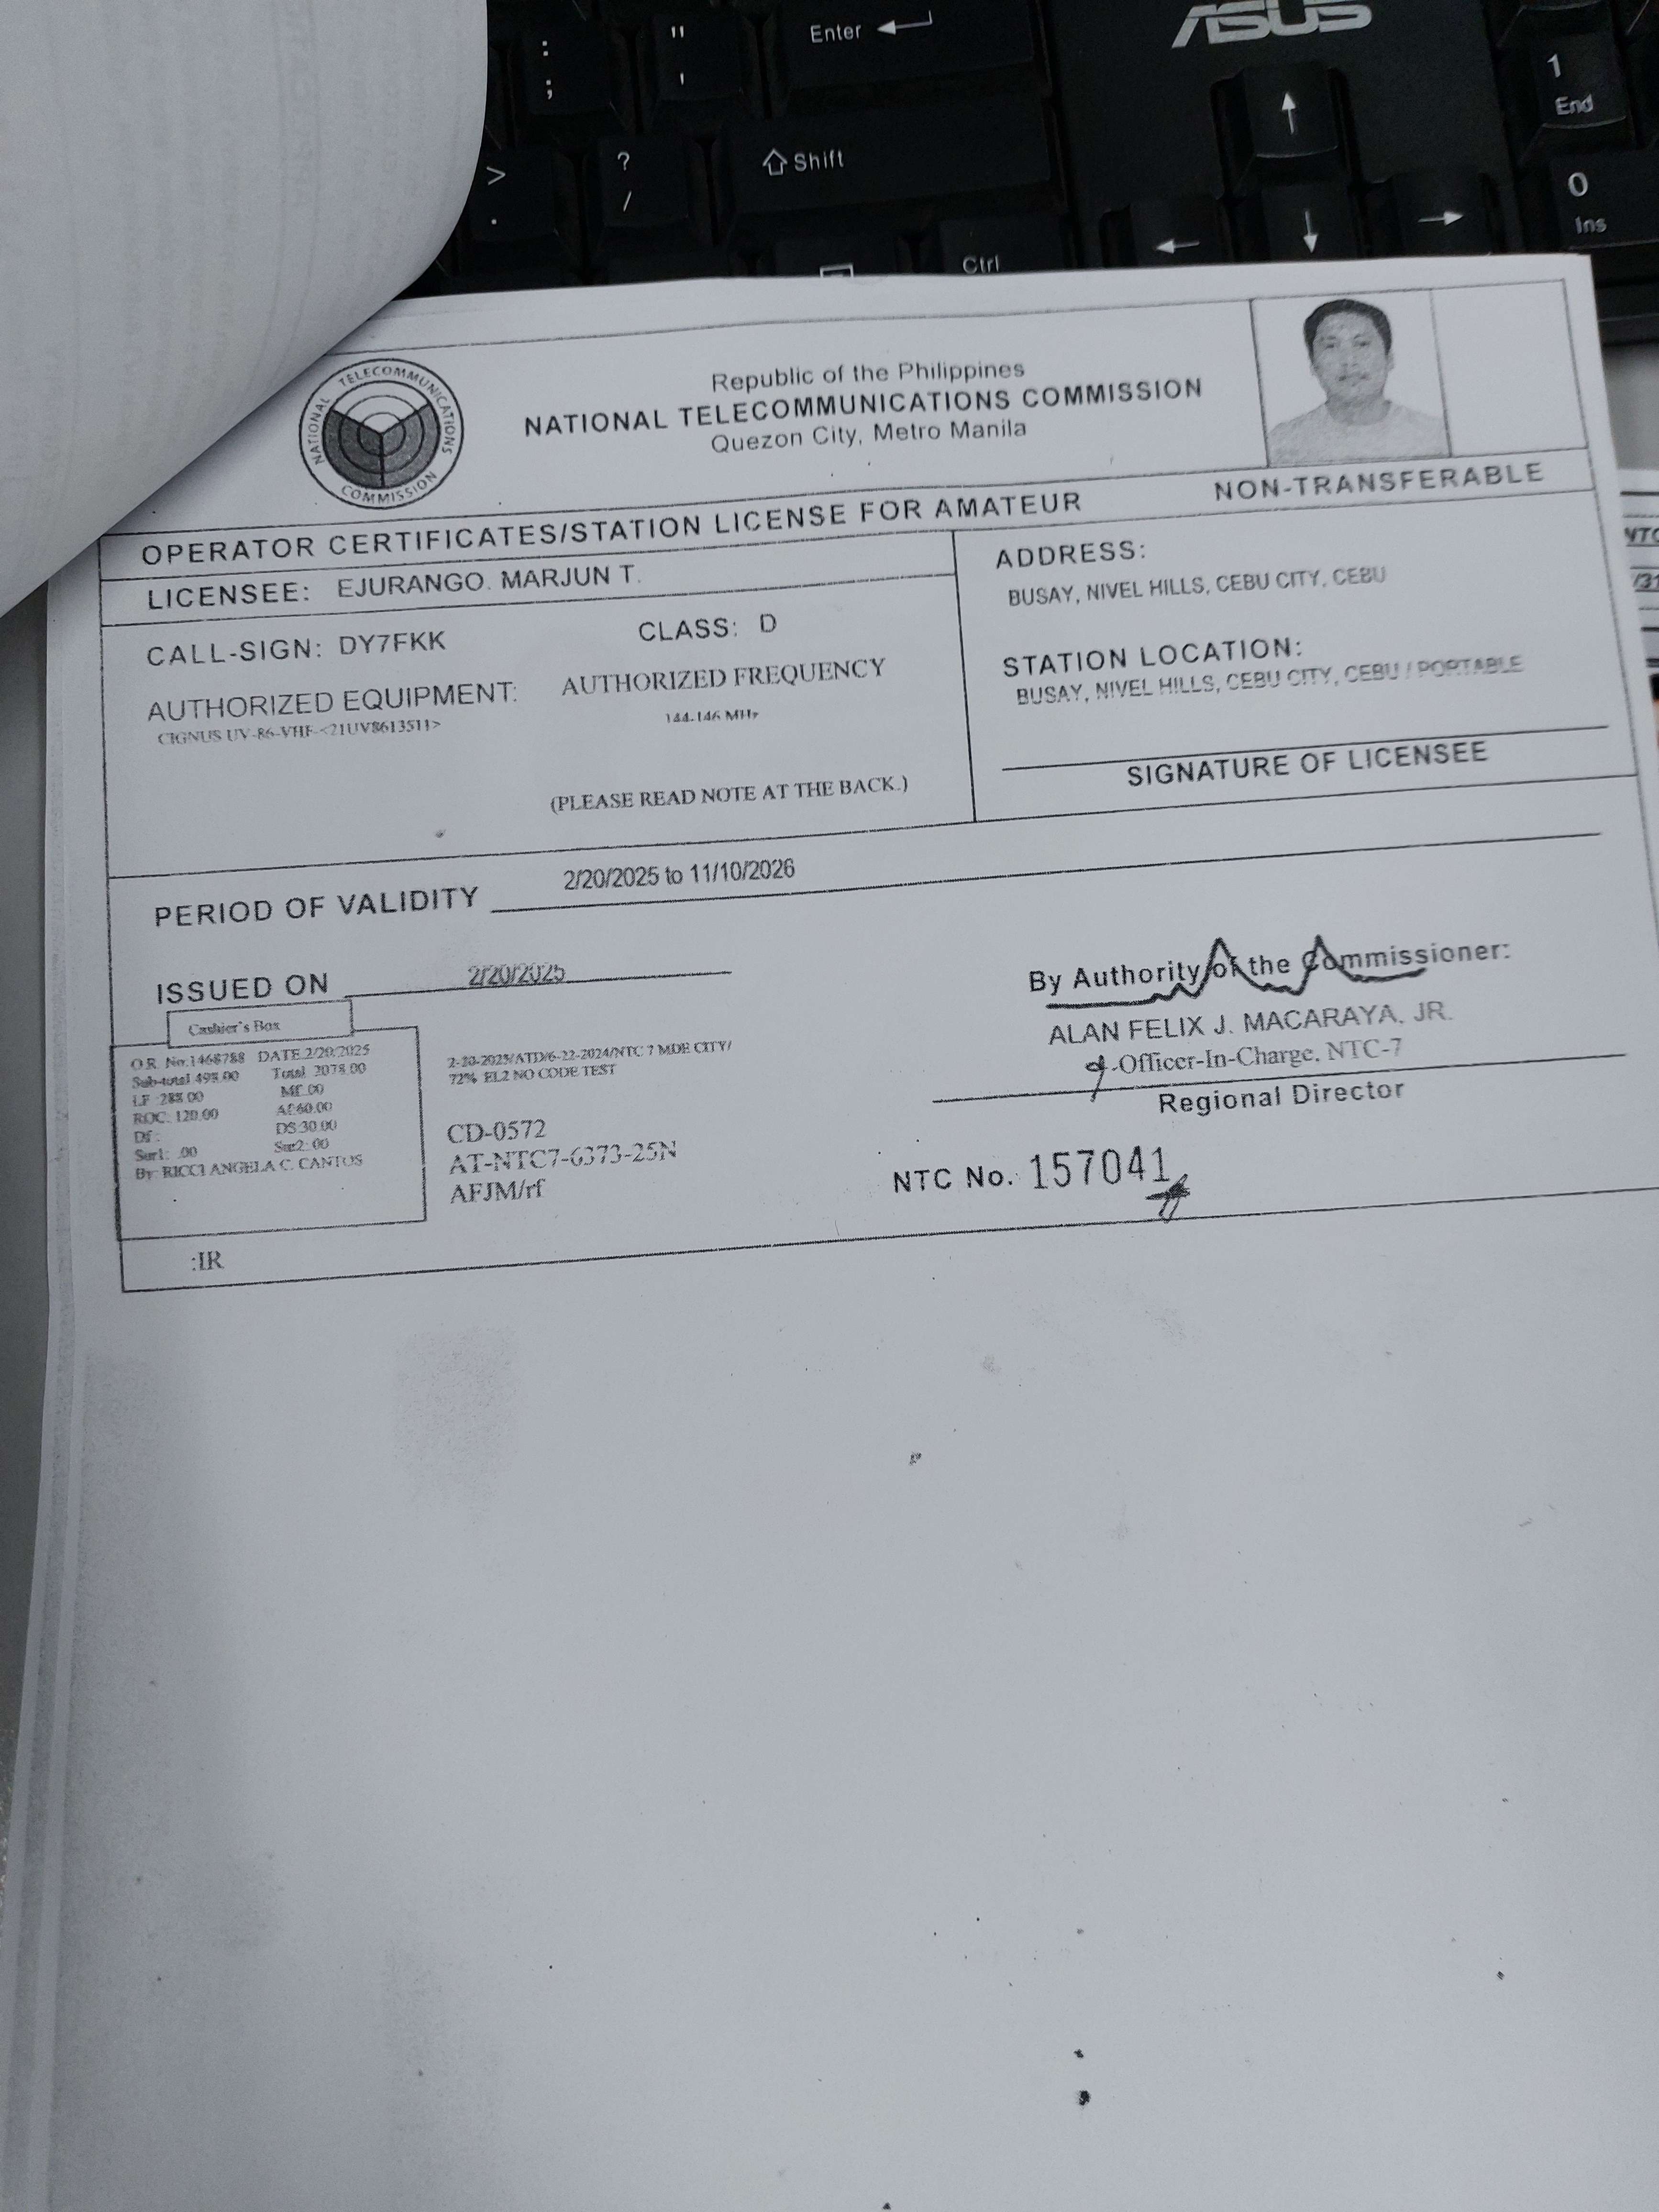 : ; " ' Enter
ASUS
1 End
> . ? / Shift
0 Ins
Ctrl
NATIONAL TELECOMMUNICATIONS COMMISSION
Republic of the Philippines
NATIONAL TELECOMMUNICATIONS COMMISSION
Quezon City, Metro Manila
OPERATOR CERTIFICATES/STATION LICENSE FOR AMATEUR NON-TRANSFERABLE
LICENSEE: EJURANGO. MARJUN T.
ADDRESS:
BUSAY, NIVEL HILLS, CEBU CITY, CEBU
CALL-SIGN: DY7FKK CLASS: D
STATION LOCATION:
BUSAY, NIVEL HILLS, CEBU CITY, CEBU / PORTABLE
AUTHORIZED EQUIPMENT: AUTHORIZED FREQUENCY
CIGNUS UV-86-VHF-<21UV8613511> 144-146 MHz
SIGNATURE OF LICENSEE
(PLEASE READ NOTE AT THE BACK.)
PERIOD OF VALIDITY 2/20/2025 to 11/10/2026
ISSUED ON 2/20/2025
By Authority of the Commissioner:
ALAN FELIX J. MACARAYA, JR.
-Officer-In-Charge, NTC-7
Regional Director
Cashier's Box
O.R. No:1468788 DATE:2/20/2025
Sub-total 498.00 Total 2078.00
LF :288.00 MF.00
ROC: 120.00 AF:60.00
Df : DS:30.00
Sur1: .00 Sur2:.00
By: RICCI ANGELA C. CANTOS
2-20-2025/ATD/6-22-2024/NTC 7 MDE CITY/
72% EL2 NO CODE TEST
CD-0572
AT-NTC7-6373-25N
AFJM/rf
NTC No. 157041
:IR